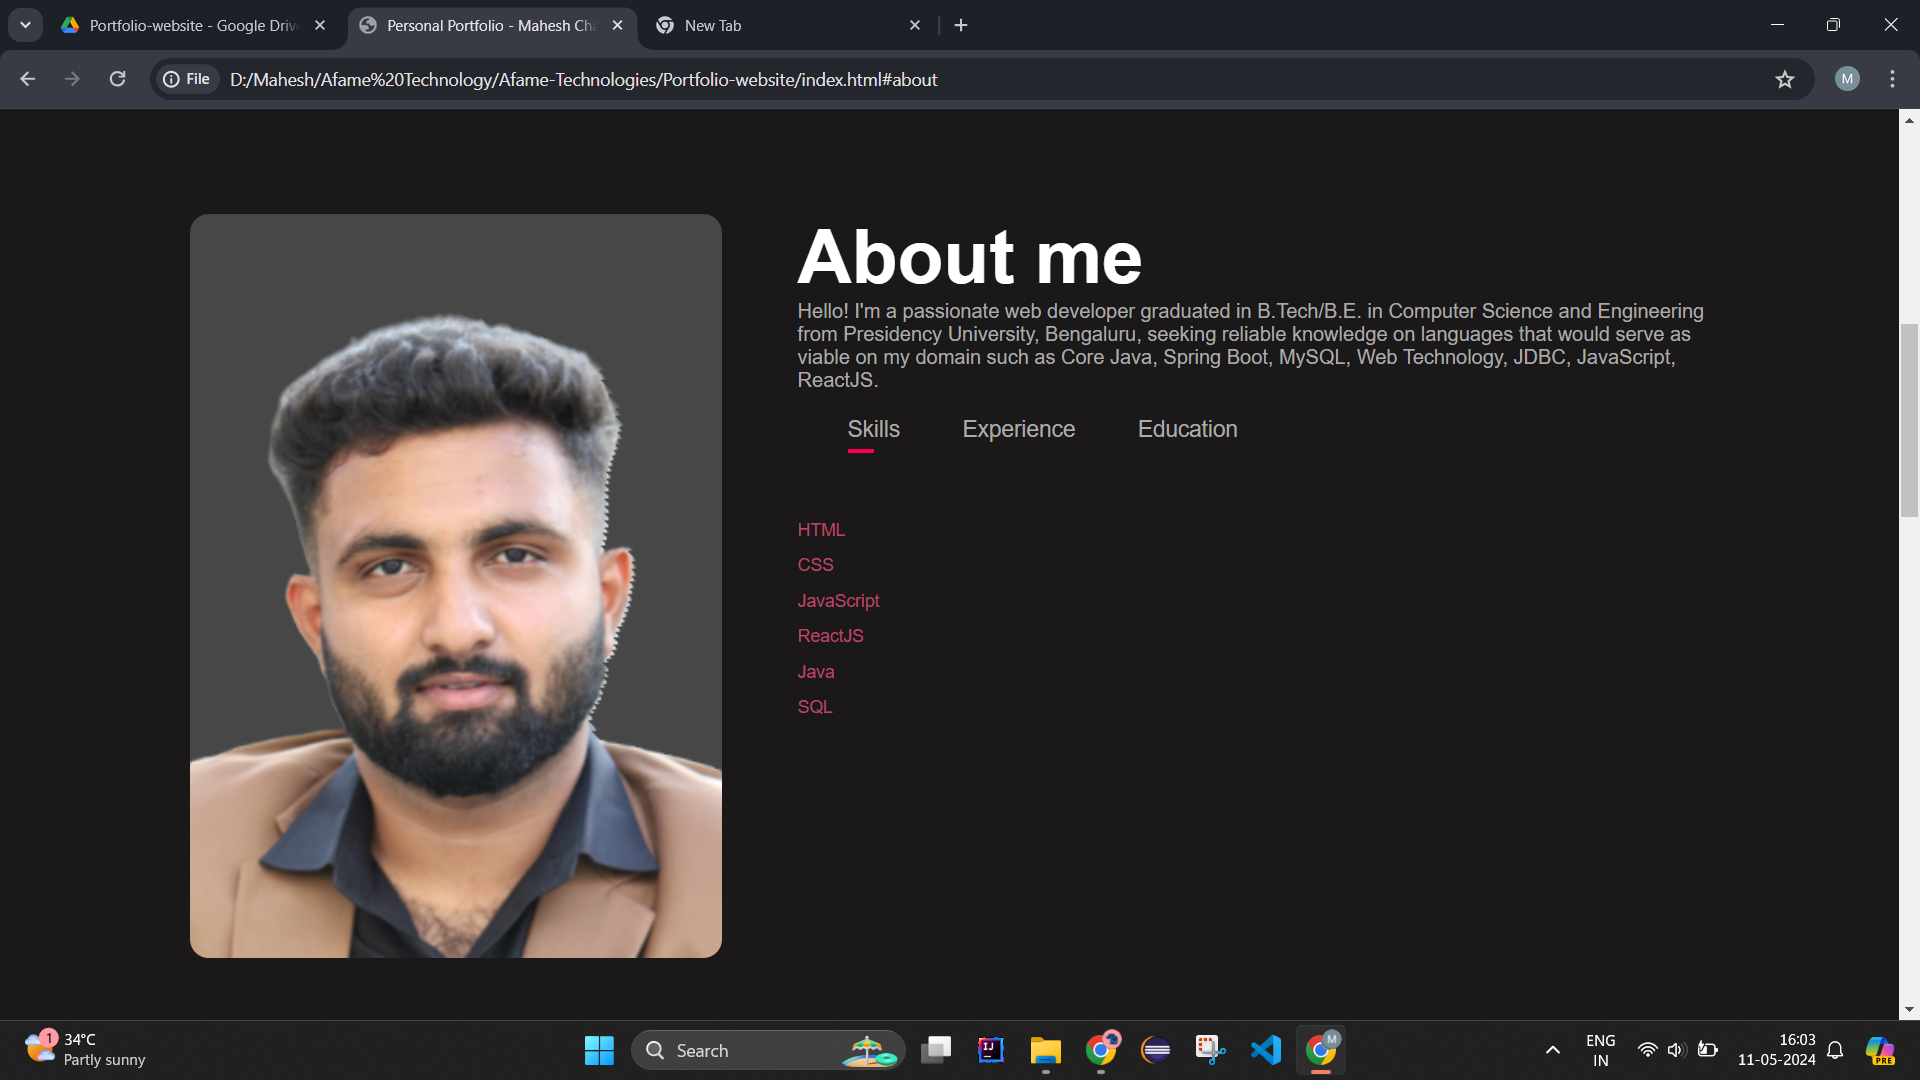 Portfolio-website - Google Driv
Personal Portfolio - Mahesh Ch
New Tab
File
D:/Mahesh/Afame%20Technology/Afame-Technologies/Portfolio-website/index.html#about
M
About me
Hello! I'm a passionate web developer graduated in B.Tech/B.E. in Computer Science and Engineering
from Presidency University, Bengaluru, seeking reliable knowledge on languages that would serve as
viable on my domain such as Core Java, Spring Boot, MySQL, Web Technology, JDBC, JavaScript,
ReactJS.
Skills Experience Education
HTML
CSS
JavaScript
ReactJS
Java
SQL
1
34°C
Partly sunny
Search
IJ
M
ENG
IN
16:03
11-05-2024
PRE